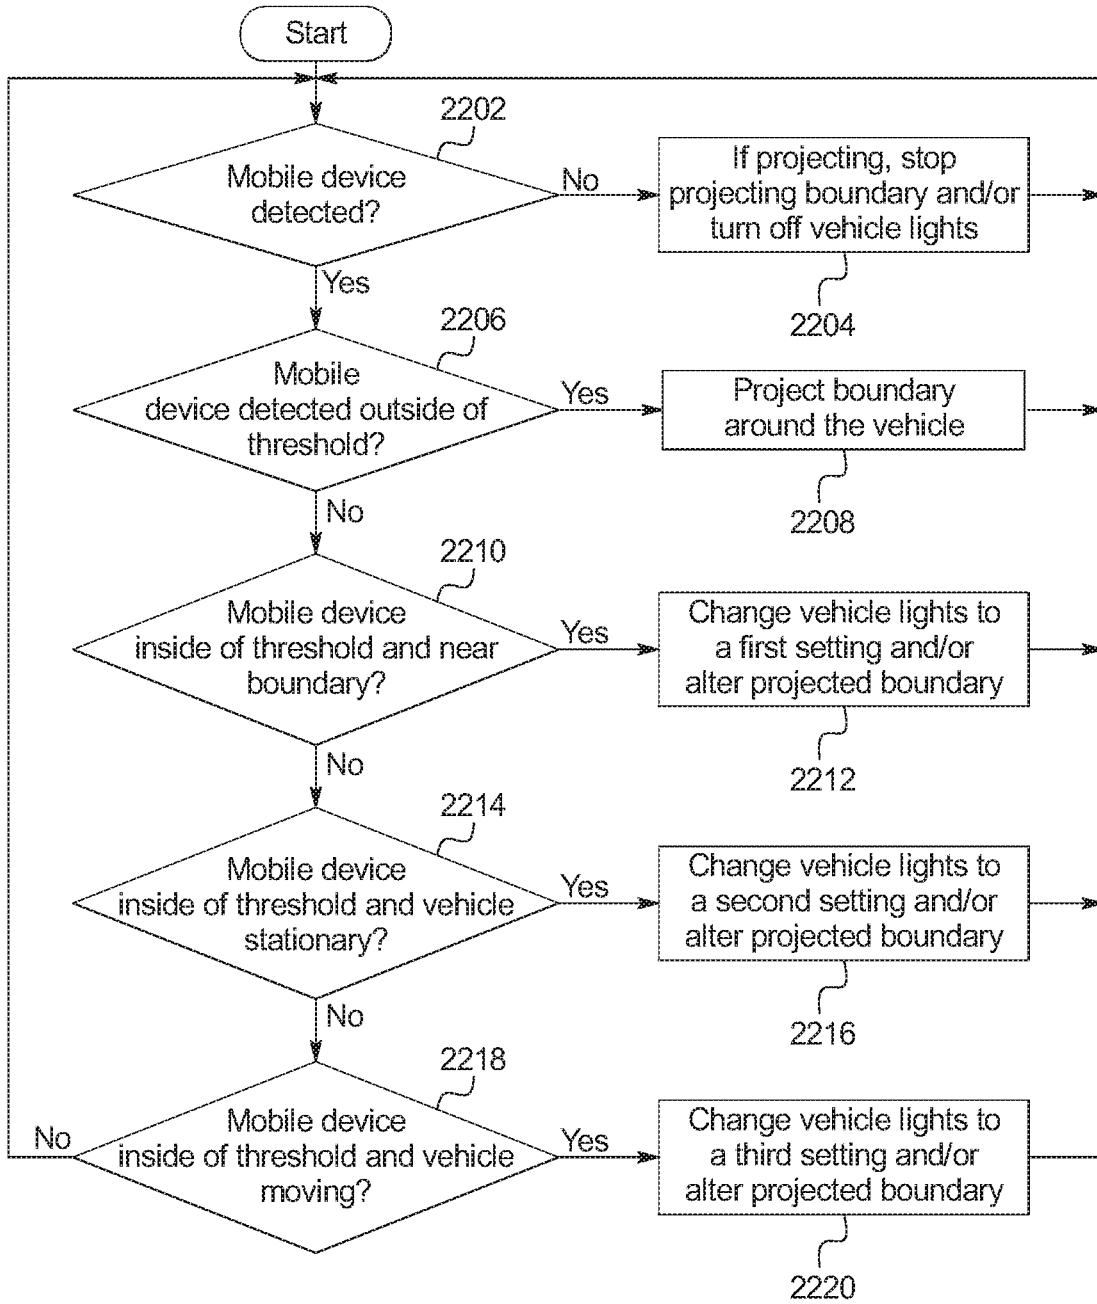 Start
2202
Mobile device
detected?
No
If projecting, stop
projecting boundary and/or
turn off vehicle lights
2204
Yes
2206
Mobile
device detected outside of
threshold?
Yes
Project boundary
around the vehicle
2208
No
2210
Mobile device
inside of threshold and near
boundary?
Yes
Change vehicle lights to
a first setting and/or
alter projected boundary
2212
No
2214
Mobile device
inside of threshold and vehicle
stationary?
Yes
Change vehicle lights to
a second setting and/or
alter projected boundary
2216
No
2218
Mobile device
inside of threshold and vehicle
moving?
No
Yes
Change vehicle lights to
a third setting and/or
alter projected boundary
2220